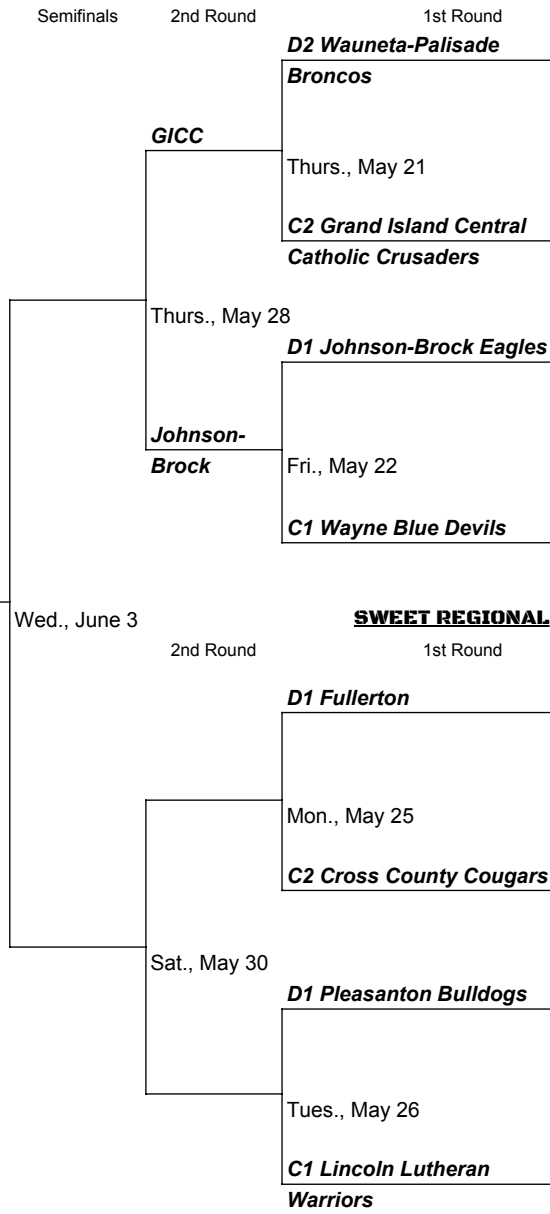 Semifinals 2nd Round 1st Round
D2 Wauneta-Palisade
Broncos
GICC
Thurs., May 21
C2 Grand Island Central
Catholic Crusaders
Thurs., May 28
D1 Johnson-Brock Eagles
Johnson-
Brock
Fri., May 22
C1 Wayne Blue Devils
Wed., June 3
SWEET REGIONAL
2nd Round 1st Round
D1 Fullerton
Mon., May 25
C2 Cross County Cougars
Sat., May 30
D1 Pleasanton Bulldogs
Tues., May 26
C1 Lincoln Lutheran
Warriors